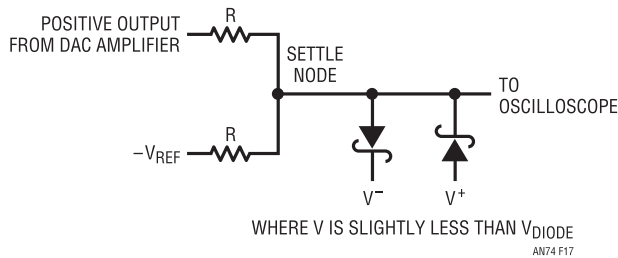 POSITIVE OUTPUT
FROM DAC AMPLIFIER
R
SETTLE
NODE
TO
OSCILLOSCOPE
R
–VREF
V–
V+
WHERE V IS SLIGHTLY LESS THAN VDIODE
AN74 F17